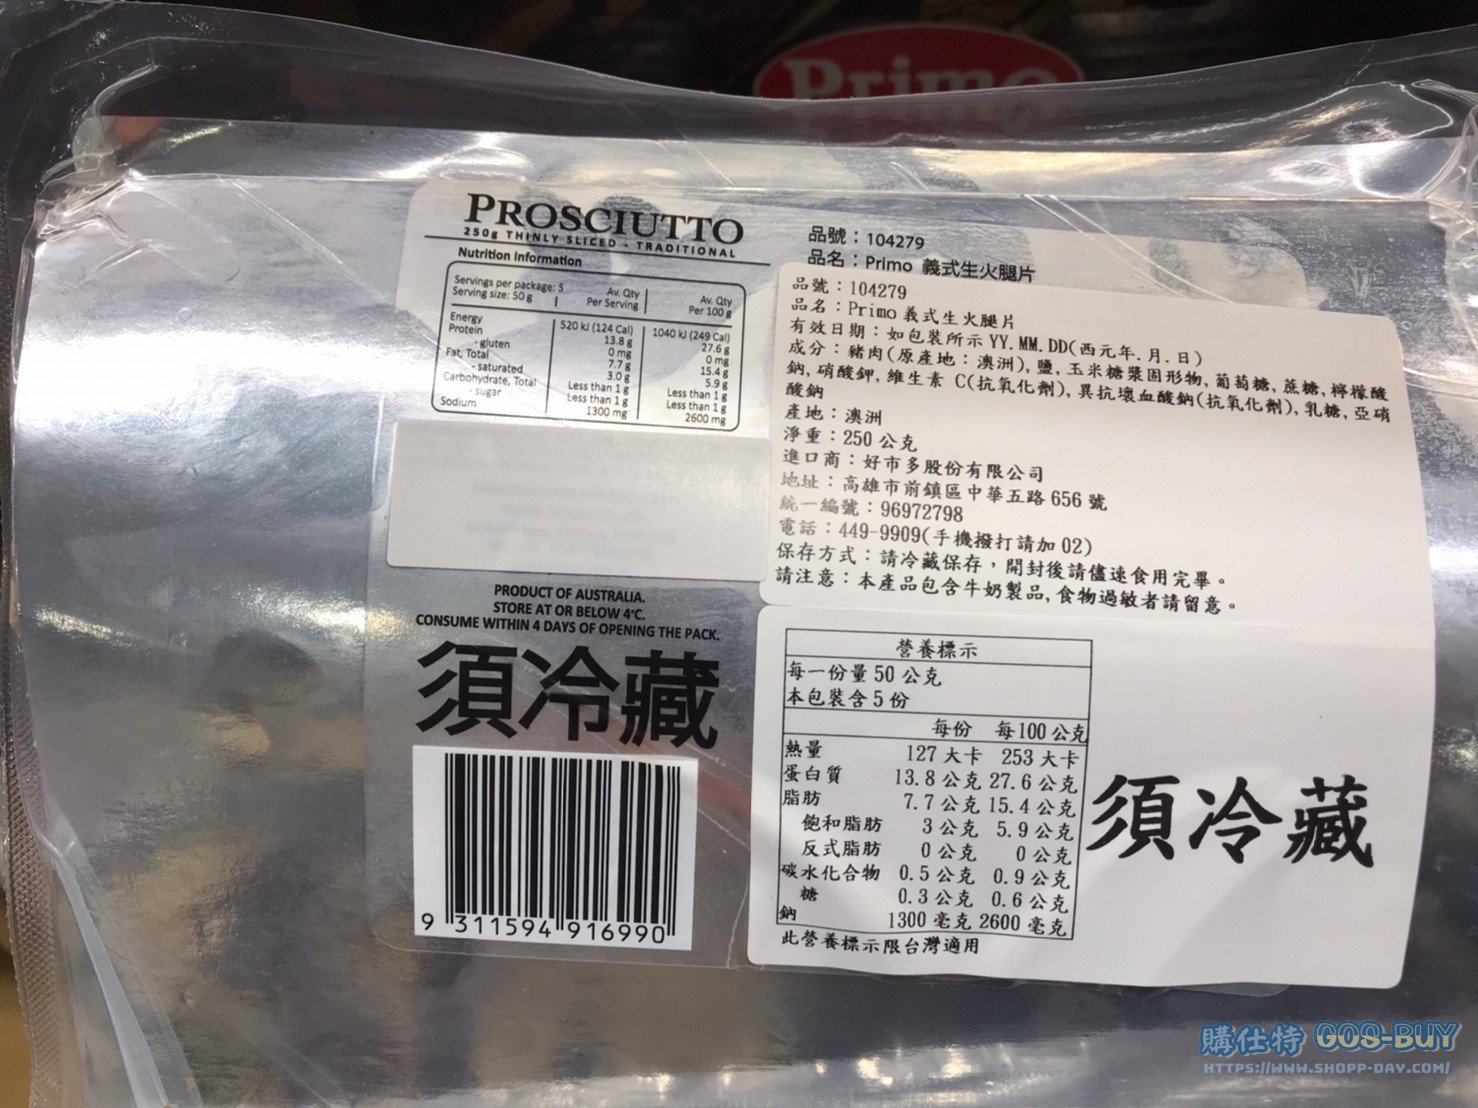 Primo
PROSCIUTTO
250g THINLY SLICED - TRADITIONAL
Nutrition Information
Servings per package: 5
Serving size: 50 g
Av. Qty Per Serving
Av. Qty Per 100 g
Energy 520 kJ (124 Cal) 1040 kJ (249 Cal)
Protein 13.8 g 27.6 g
- gluten 0 mg 0 mg
Fat, Total 7.7 g 15.4 g
- saturated 3.0 g 5.9 g
Carbohydrate, Total Less than 1 g Less than 1 g
sugar Less than 1 g Less than 1 g
Sodium 1300 mg 2600 mg
PRODUCT OF AUSTRALIA.
STORE AT OR BELOW 4°C.
CONSUME WITHIN 4 DAYS OF OPENING THE PACK.
須冷藏
9 311594 916990
品號：104279
品名：Primo 義式生火腿片
品號：104279
品名：Primo 義式生火腿片
有效日期：如包裝所示 YY.MM.DD(西元年.月.日)
成分：豬肉(原產地：澳洲),鹽,玉米糖漿固形物,葡萄糖,蔗糖,檸檬酸
鈉,硝酸鉀,維生素 C(抗氧化劑),異抗壞血酸鈉(抗氧化劑),乳糖,亞硝
酸鈉
產地：澳洲
淨重：250 公克
進口商：好市多股份有限公司
地址：高雄市前鎮區中華五路 656 號
統一編號：96972798
電話：449-9909(手機撥打請加 02)
保存方式：請冷藏保存，開封後請儘速食用完畢。
請注意：本產品包含牛奶製品,食物過敏者請留意。
營養標示
每一份量 50 公克
本包裝含 5 份
每份 每 100 公克
熱量 127 大卡 253 大卡
蛋白質 13.8 公克 27.6 公克
脂肪 7.7 公克 15.4 公克
飽和脂肪 3 公克 5.9 公克
反式脂肪 0 公克 0 公克
碳水化合物 0.5 公克 0.9 公克
糖 0.3 公克 0.6 公克
鈉 1300 毫克 2600 毫克
此營養標示限台灣適用
須冷藏
購仕特 GOS-BUY
HTTPS://WWW.SHOPP-DAY.COM/